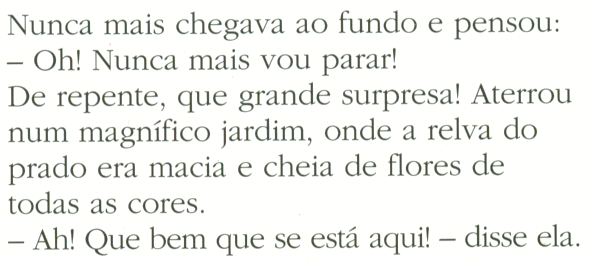 Nunca mais chegava ao fundo e pensou:
– Oh! Nunca mais vou parar!
De repente, que grande surpresa! Aterrou
num magnífico jardim, onde a relva do
prado era macia e cheia de flores de
todas as cores.
– Ah! Que bem que se está aqui! – disse ela.